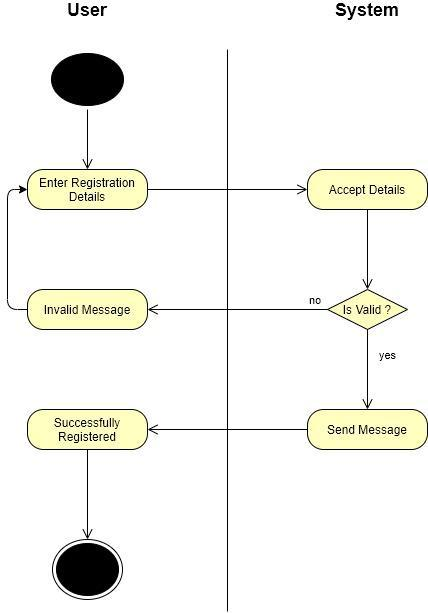 User
System
Enter Registration
Details
Accept Details
Invalid Message
no
Is Valid ?
yes
Successfully
Registered
Send Message